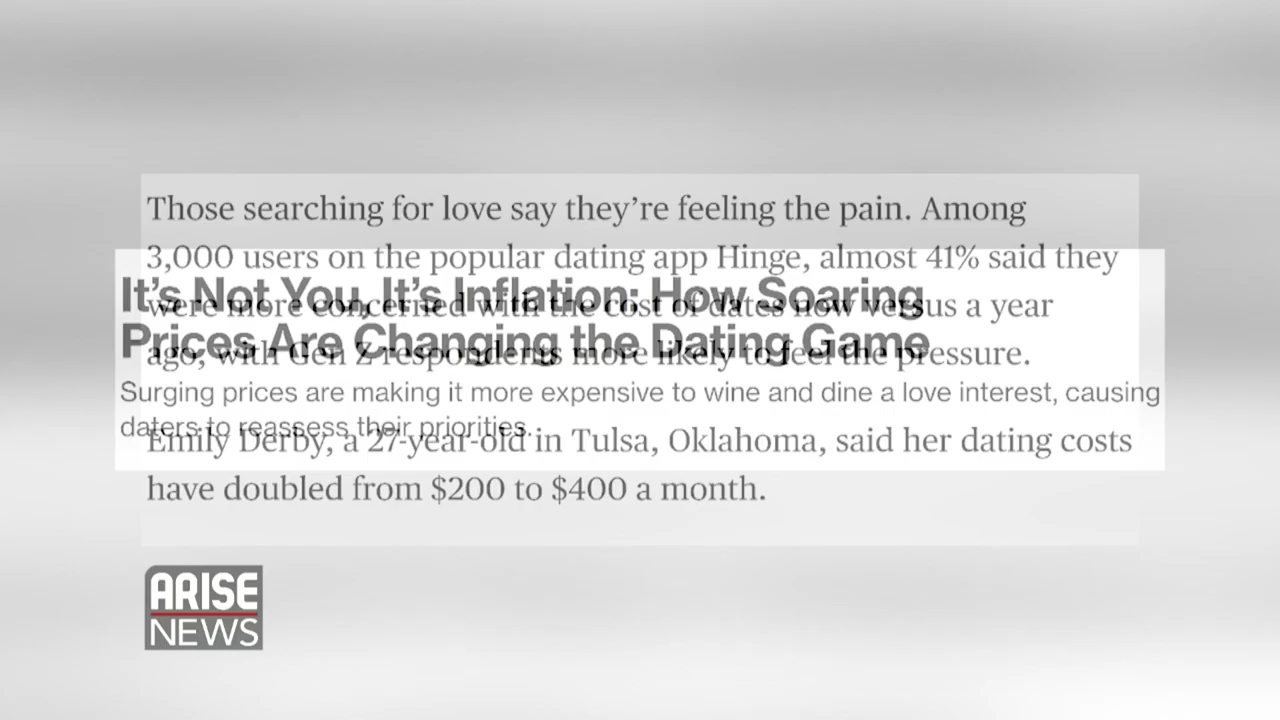 Those searching for love say they're feeling the pain. Among
3,000 users on the popular dating app Hinge, almost 41% said they
were more concerned with the cost of dates now versus a year
ago, with Gen Z respondents more likely to feel the pressure.
Emily Derby, a 27-year-old in Tulsa, Oklahoma, said her dating costs
have doubled from $200 to $400 a month.
It's Not You, It's Inflation: How Soaring
Prices Are Changing the Dating Game
Surging prices are making it more expensive to wine and dine a love interest, causing
daters to reassess their priorities.
ARISE
NEWS